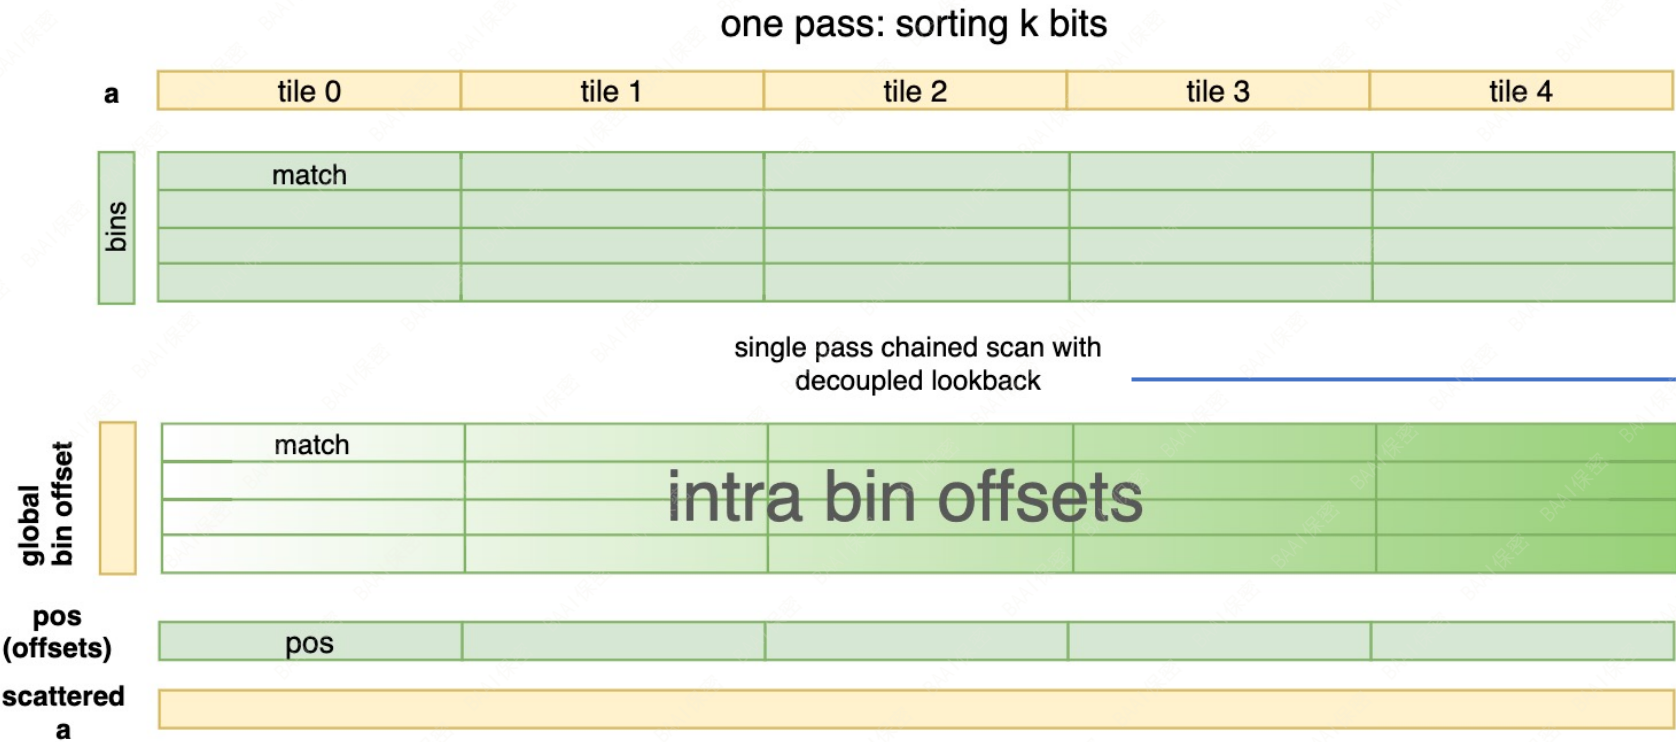 one pass: sorting k bits
a
tile 0
tile 1
tile 2
tile 3
tile 4
bins
match
single pass chained scan with
decoupled lookback
global
bin offset
match
intra bin offsets
pos
(offsets)
pos
scattered
a